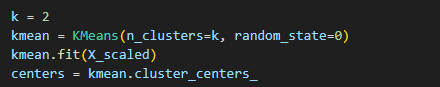 k = 2
kmean = KMeans(n_clusters=k, random_state=0)
kmean.fit(X_scaled)
centers = kmean.cluster_centers_